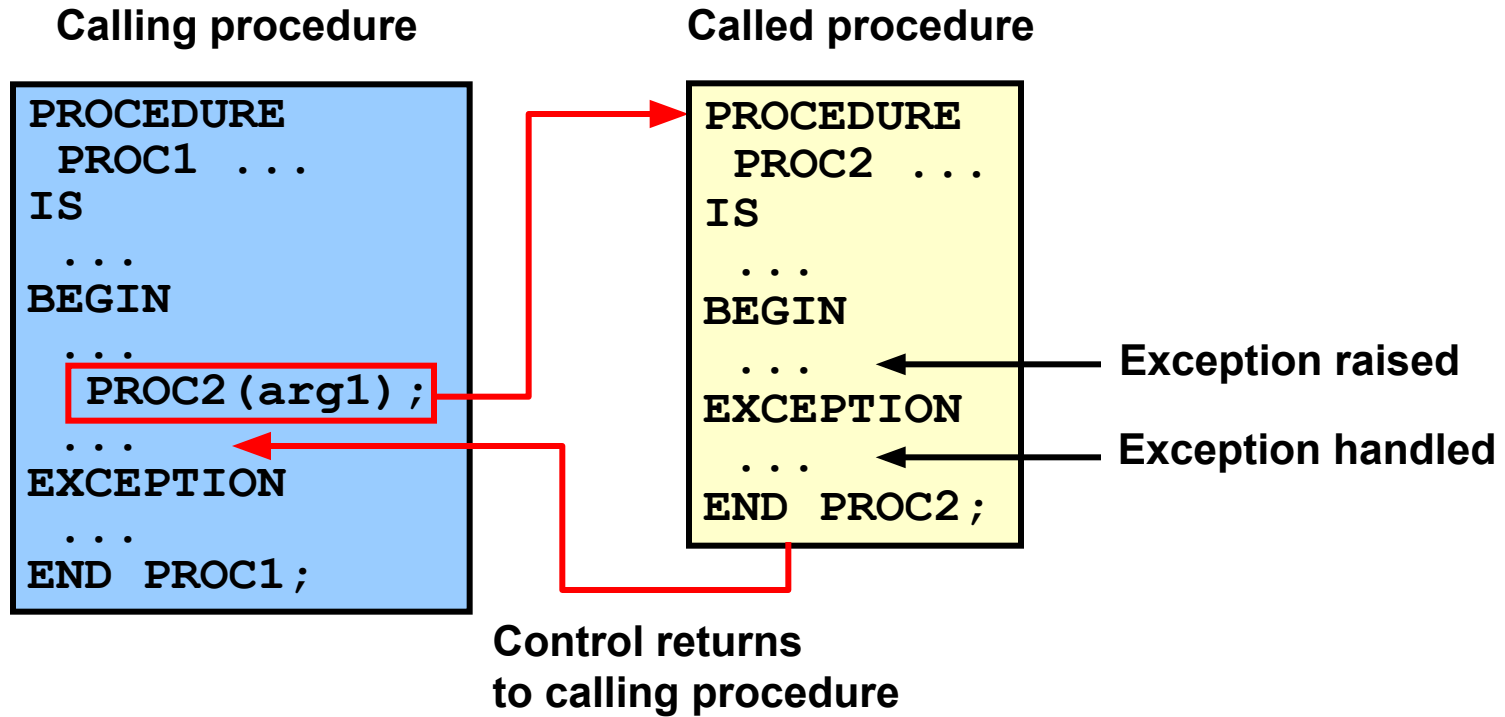 Calling procedure
PROCEDURE
PROC1 ...
IS
...
BEGIN
...
PROC2(arg1);
...
EXCEPTION
...
END PROC1;
Called procedure
PROCEDURE
PROC2 ...
IS
...
BEGIN
...
EXCEPTION
...
END PROC2;
Exception raised
Exception handled
Control returns
to calling procedure